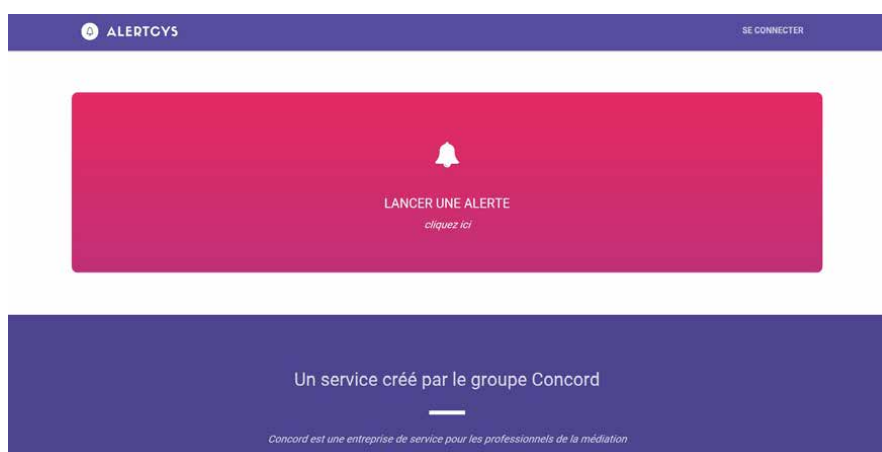 ALERTCYS
SE CONNECTER
LANCER UNE ALERTE
cliquez ici
Un service créé par le groupe Concord
Concord est une entreprise de service pour les professionnels de la médiation